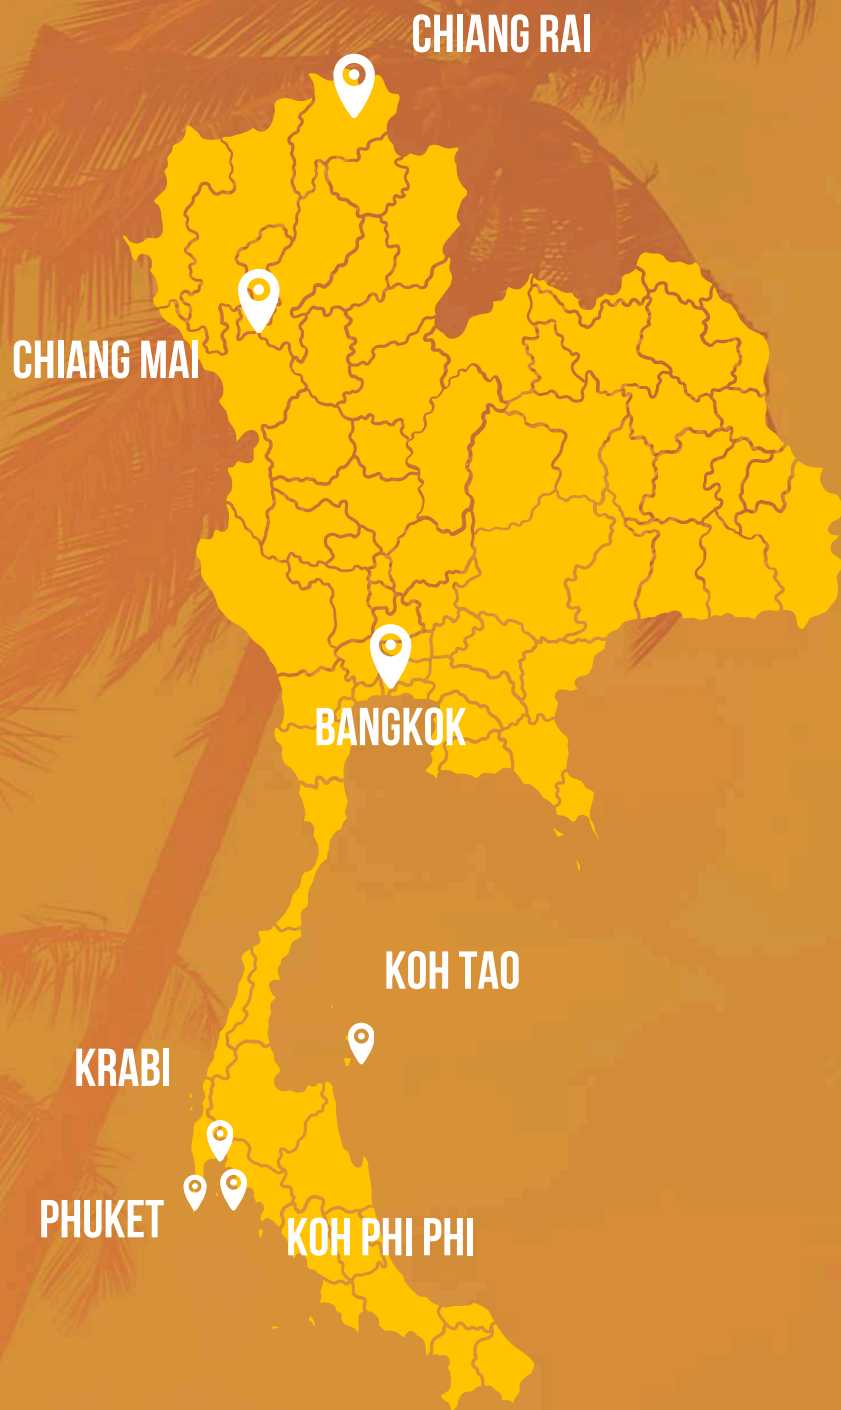 CHIANG RAI
CHIANG MAI
BANGKOK
KOH TAO
KRABI
PHUKET
KOH PHI PHI